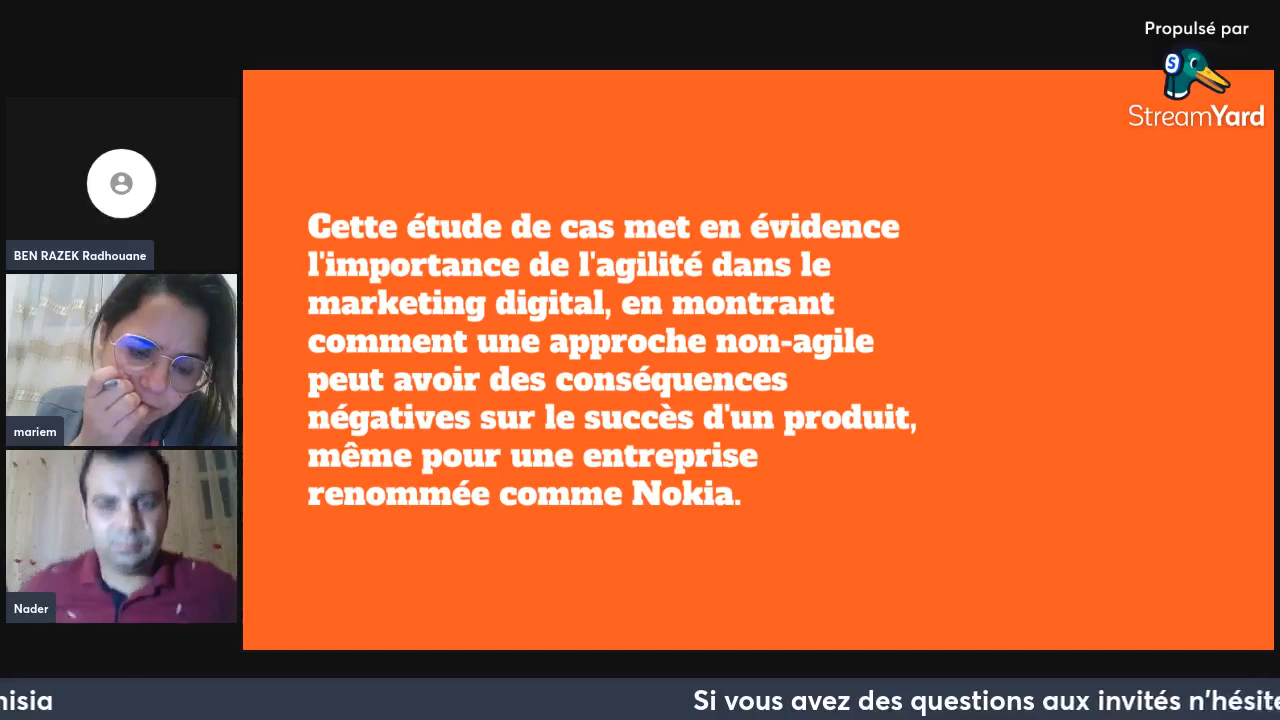 Propulsé par
StreamYard
BEN RAZEK Radhouane
mariem
Nader
Cette étude de cas met en évidence
l'importance de l'agilité dans le
marketing digital, en montrant
comment une approche non-agile
peut avoir des conséquences
négatives sur le succès d'un produit,
même pour une entreprise
renommée comme Nokia.
nisia
Si vous avez des questions aux invités n'hésite